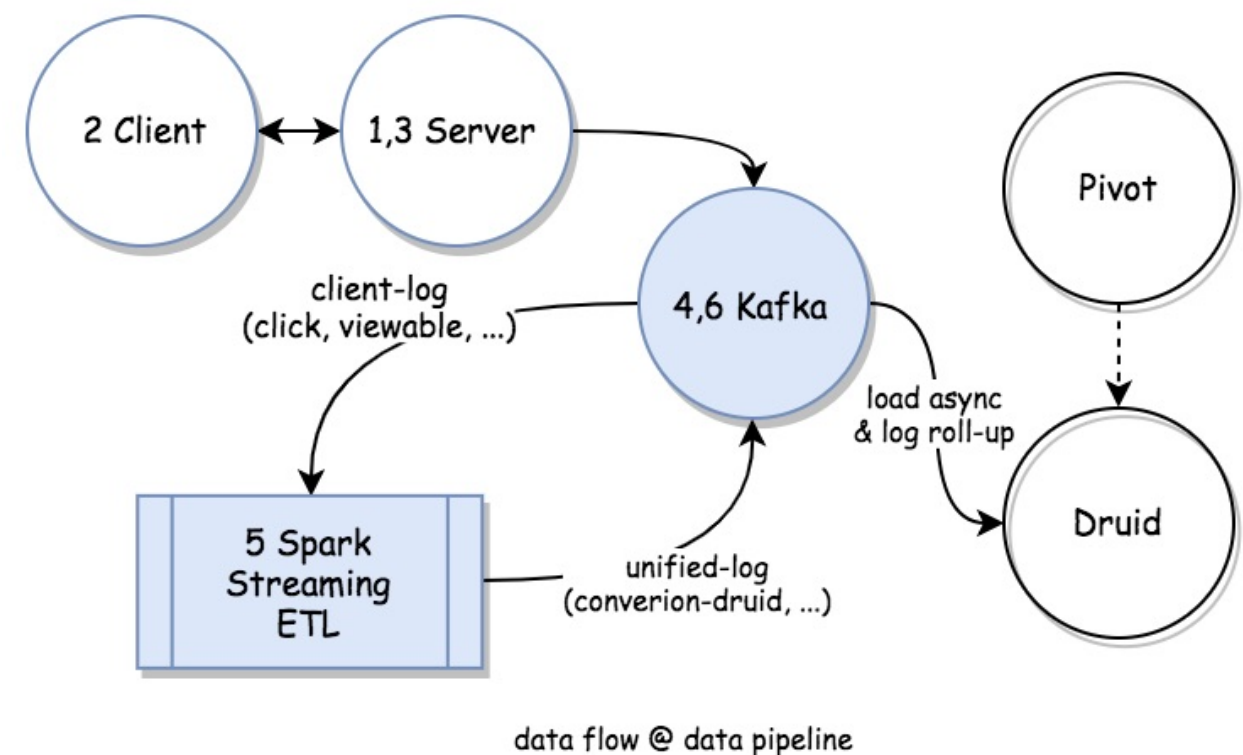 2 Client
1,3 Server
Pivot
client-log
(click, viewable, ...)
4,6 Kafka
load async
& log roll-up
Druid
5 Spark
Streaming
ETL
unified-log
(converion-druid, ...)
data flow @ data pipeline